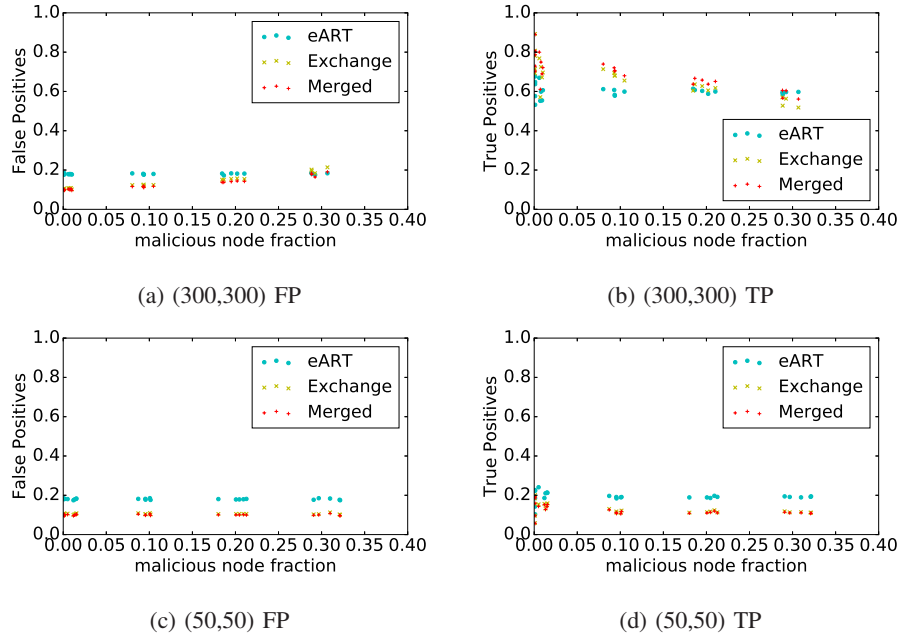 1.0
0.8
0.6
0.4
0.2
0.0
False Positives
eART
Exchange
Merged
0.00 0.05 0.10 0.15 0.20 0.25 0.30 0.35 0.40
malicious node fraction
(a) (300,300) FP
1.0
0.8
0.6
0.4
0.2
0.0
True Positives
eART
Exchange
Merged
0.00 0.05 0.10 0.15 0.20 0.25 0.30 0.35 0.40
malicious node fraction
(b) (300,300) TP
1.0
0.8
0.6
0.4
0.2
0.0
False Positives
eART
Exchange
Merged
0.00 0.05 0.10 0.15 0.20 0.25 0.30 0.35 0.40
malicious node fraction
(c) (50,50) FP
1.0
0.8
0.6
0.4
0.2
0.0
True Positives
eART
Exchange
Merged
0.00 0.05 0.10 0.15 0.20 0.25 0.30 0.35 0.40
malicious node fraction
(d) (50,50) TP